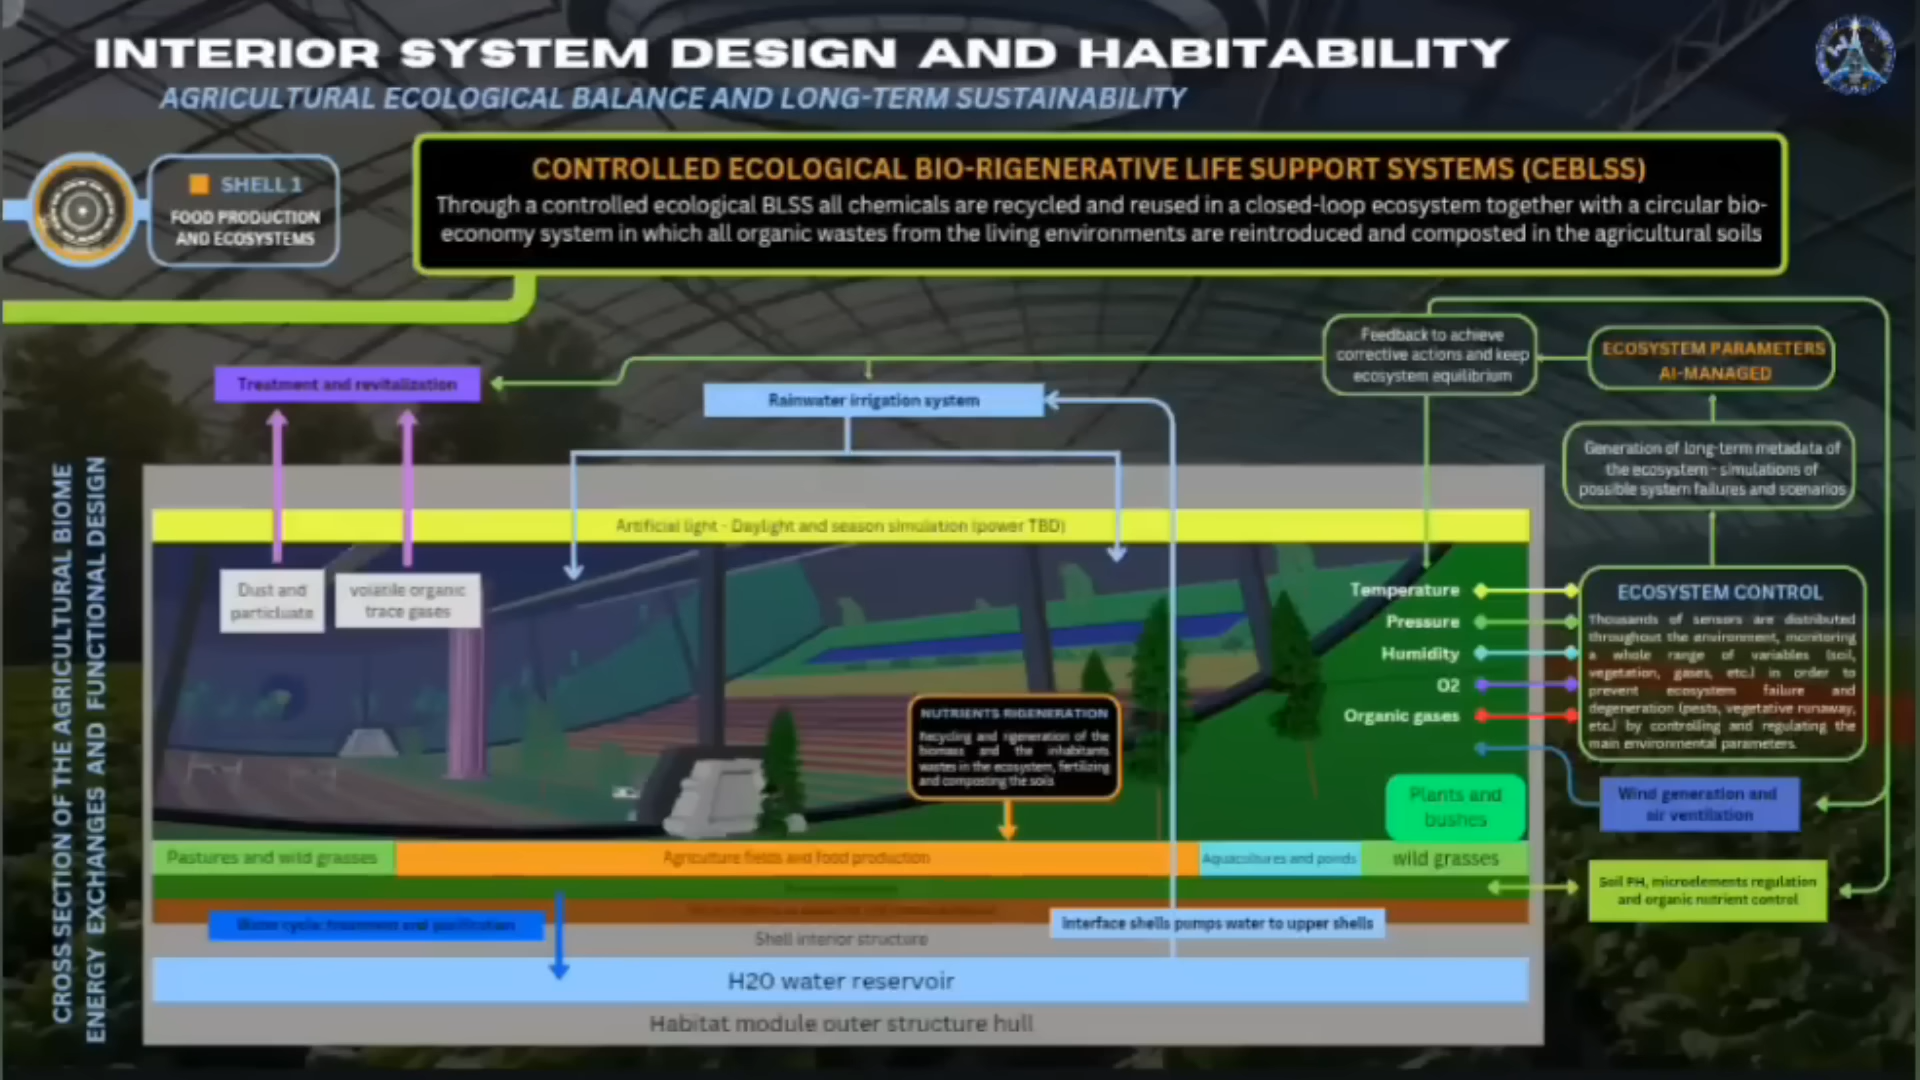 INTERIOR SYSTEM DESIGN AND HABITABILITY
AGRICULTURAL ECOLOGICAL BALANCE AND LONG-TERM SUSTAINABILITY
SHELL 1
FOOD PRODUCTION
AND ECOSYSTEMS
CONTROLLED ECOLOGICAL BIO-RIGENERATIVE LIFE SUPPORT SYSTEMS (CEBLSS)
Through a controlled ecological BLSS all chemicals are recycled and reused in a closed-loop ecosystem together with a circular bio-
economy system in which all organic wastes from the living environments are reintroduced and composted in the agricultural soils
Feedback to achieve
corrective actions and keep
ecosystem equilibrium
ECOSYSTEM PARAMETERS
AI-MANAGED
Treatment and revitalization
Rainwater irrigation system
Generation of long-term metadata of
the ecosystem - simulations of
possible system failures and scenarios
CROSS SECTION OF THE AGRICULTURAL BIOME
ENERGY EXCHANGES AND FUNCTIONAL DESIGN
Artificial light - Daylight and season simulation (power TBD)
Dust and
particluate
volatile organic
trace gases
Temperature
Pressure
Humidity
O2
Organic gases
ECOSYSTEM CONTROL
Thousands of sensors are distributed
throughout the environment, monitoring
a whole range of variables (soil,
vegetation, gases, etc.) in order to
prevent ecosystem failure and
degeneration (pests, vegetative runaway,
etc.) by controlling and regulating the
main environmental parameters.
NUTRIENTS RIGENERATION
Recycling and rigeneration of the
biomass and the inhabitants
wastes in the ecosystem, fertilizing
and composting the soils
Plants and
bushes
Wind generation and
air ventilation
Pastures and wild grasses
Agriculture fields and food production
Aquacultures and ponds
wild grasses
Soil PH, microelements regulation
and organic nutrient control
Water cycle: treatment and purification
Interface shells pumps water to upper shells
Shell interior structure
H2O water reservoir
Habitat module outer structure hull